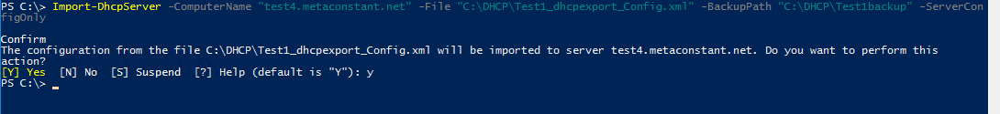 PS C:\> Import-DhcpServer -ComputerName "test4.metaconstant.net" -File "C:\DHCP\Test1_dhcpexport_Config.xml" -BackupPath "C:\DHCP\Test1backup" -ServerCon
figOnly
Confirm
The configuration from the file C:\DHCP\Test1_dhcpexport_Config.xml will be imported to server test4.metaconstant.net. Do you want to perform this
action?
[Y] Yes  [N] No  [S] Suspend  [?] Help (default is "Y"): y
PS C:\> _